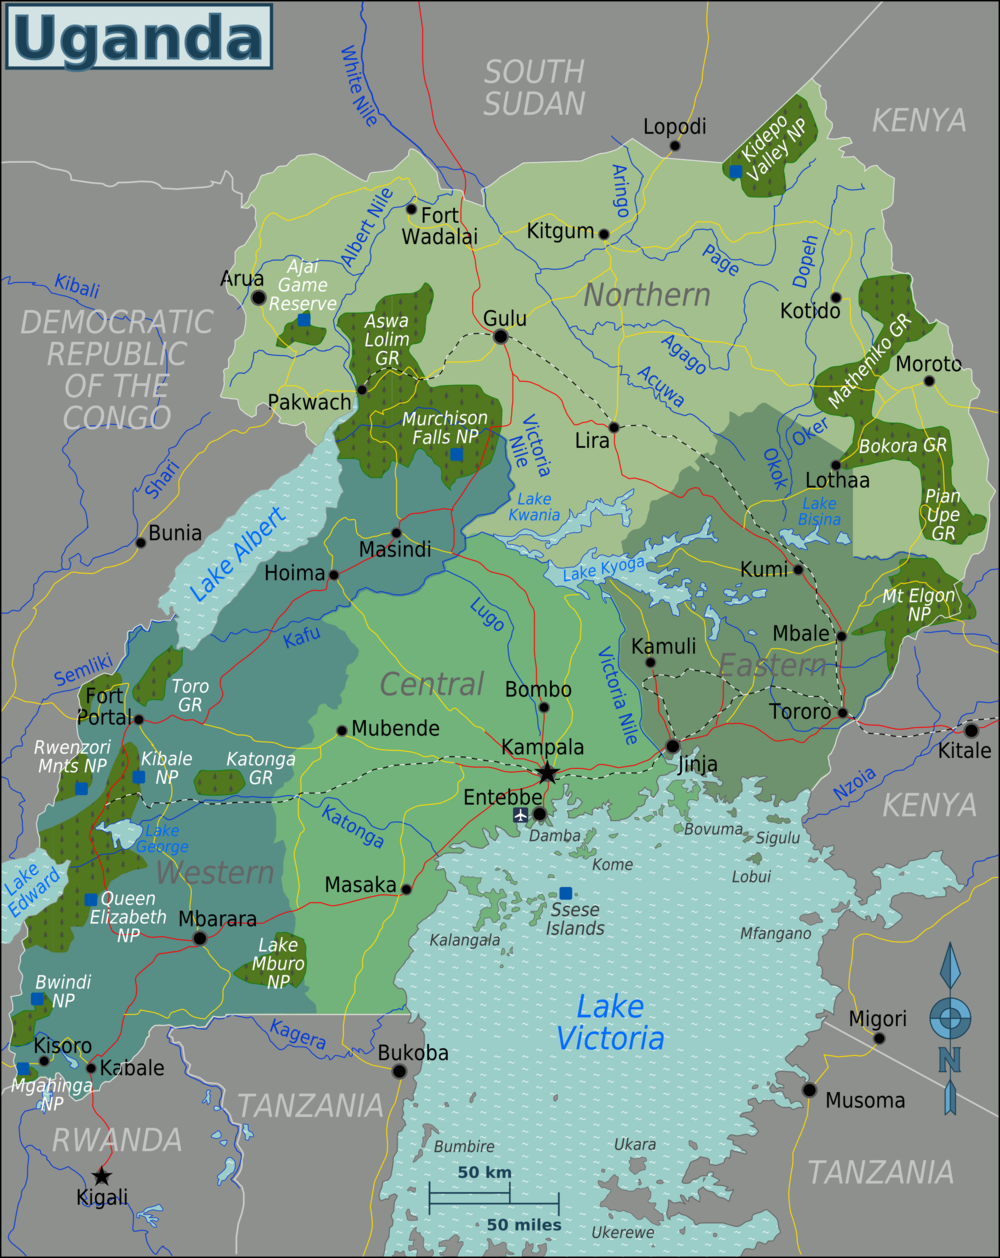 Uganda
White Nile
SOUTH
SUDAN
KENYA
Lopodi
Kidepo
Valley NP
Aringo
Albert Nile
Fort
Wadalai
Kitgum
Page
Dopeh
Arua
Ajai
Game
Reserve
Kibali
Northern
Kotido
DEMOCRATIC
REPUBLIC
OF THE
CONGO
Aswa
Lolim
GR
Gulu
Agago
Matheniko GR
Moroto
Acuwa
Pakwach
Murchison
Falls NP
Victoria
Nile
Lira
Oker
Bokora GR
Okok
Lothaa
Shari
Lake
Kwania
Lake
Bisina
Pian
Upe
GR
Bunia
Lake Albert
Masindi
Hoima
Lake Kyoga
Kumi
Mt Elgon
NP
Lugo
Kafu
Mbale
Semliki
Kamuli
Eastern
Toro
GR
Central
Victoria Nile
Fort
Portal
Bombo
Tororo
Mubende
Kampala
Kitale
Rwenzori
Mnts NP
Kibale
NP
Katonga
GR
Jinja
Nzoia
Entebbe
KENYA
Katonga
Damba
Bovuma
Sigulu
Lake
George
Kome
Lobui
Lake
Edward
Western
Masaka
Queen
Elizabeth
NP
Mbarara
Ssese
Islands
Kalangala
Mfangano
Lake
Mburo
NP
Bwindi
NP
Lake
Victoria
Migori
Kagera
Kisoro
Kabale
Bukoba
N
Mgahinga
NP
TANZANIA
Musoma
RWANDA
Bumbire
Ukara
TANZANIA
50 km
Kigali
50 miles
Ukerewe